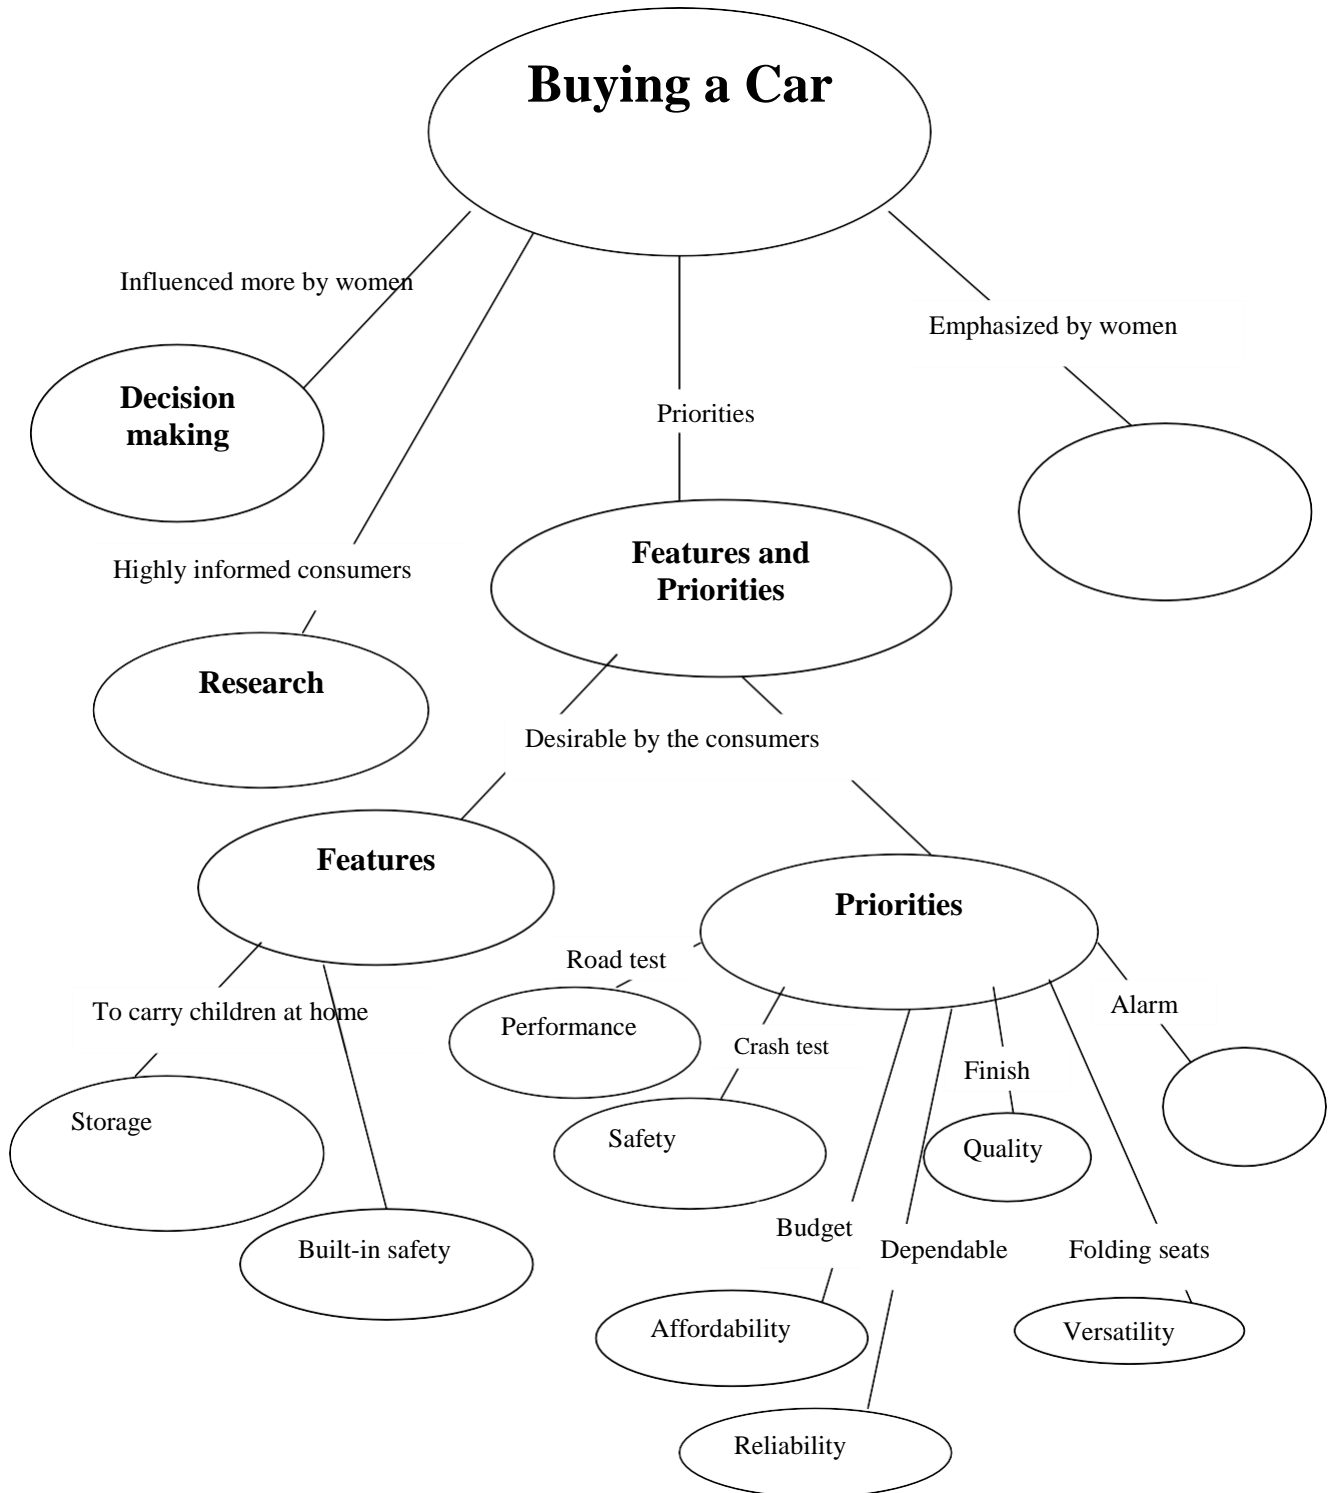 Buying a Car
Influenced more by women
Emphasized by women
Decision
making
Priorities
Highly informed consumers
Features and
Priorities
Research
Desirable by the consumers
Features
Priorities
Road test
To carry children at home
Performance
Alarm
Crash test
Finish
Storage
Safety
Quality
Built-in safety
Budget
Dependable
Folding seats
Affordability
Versatility
Reliability